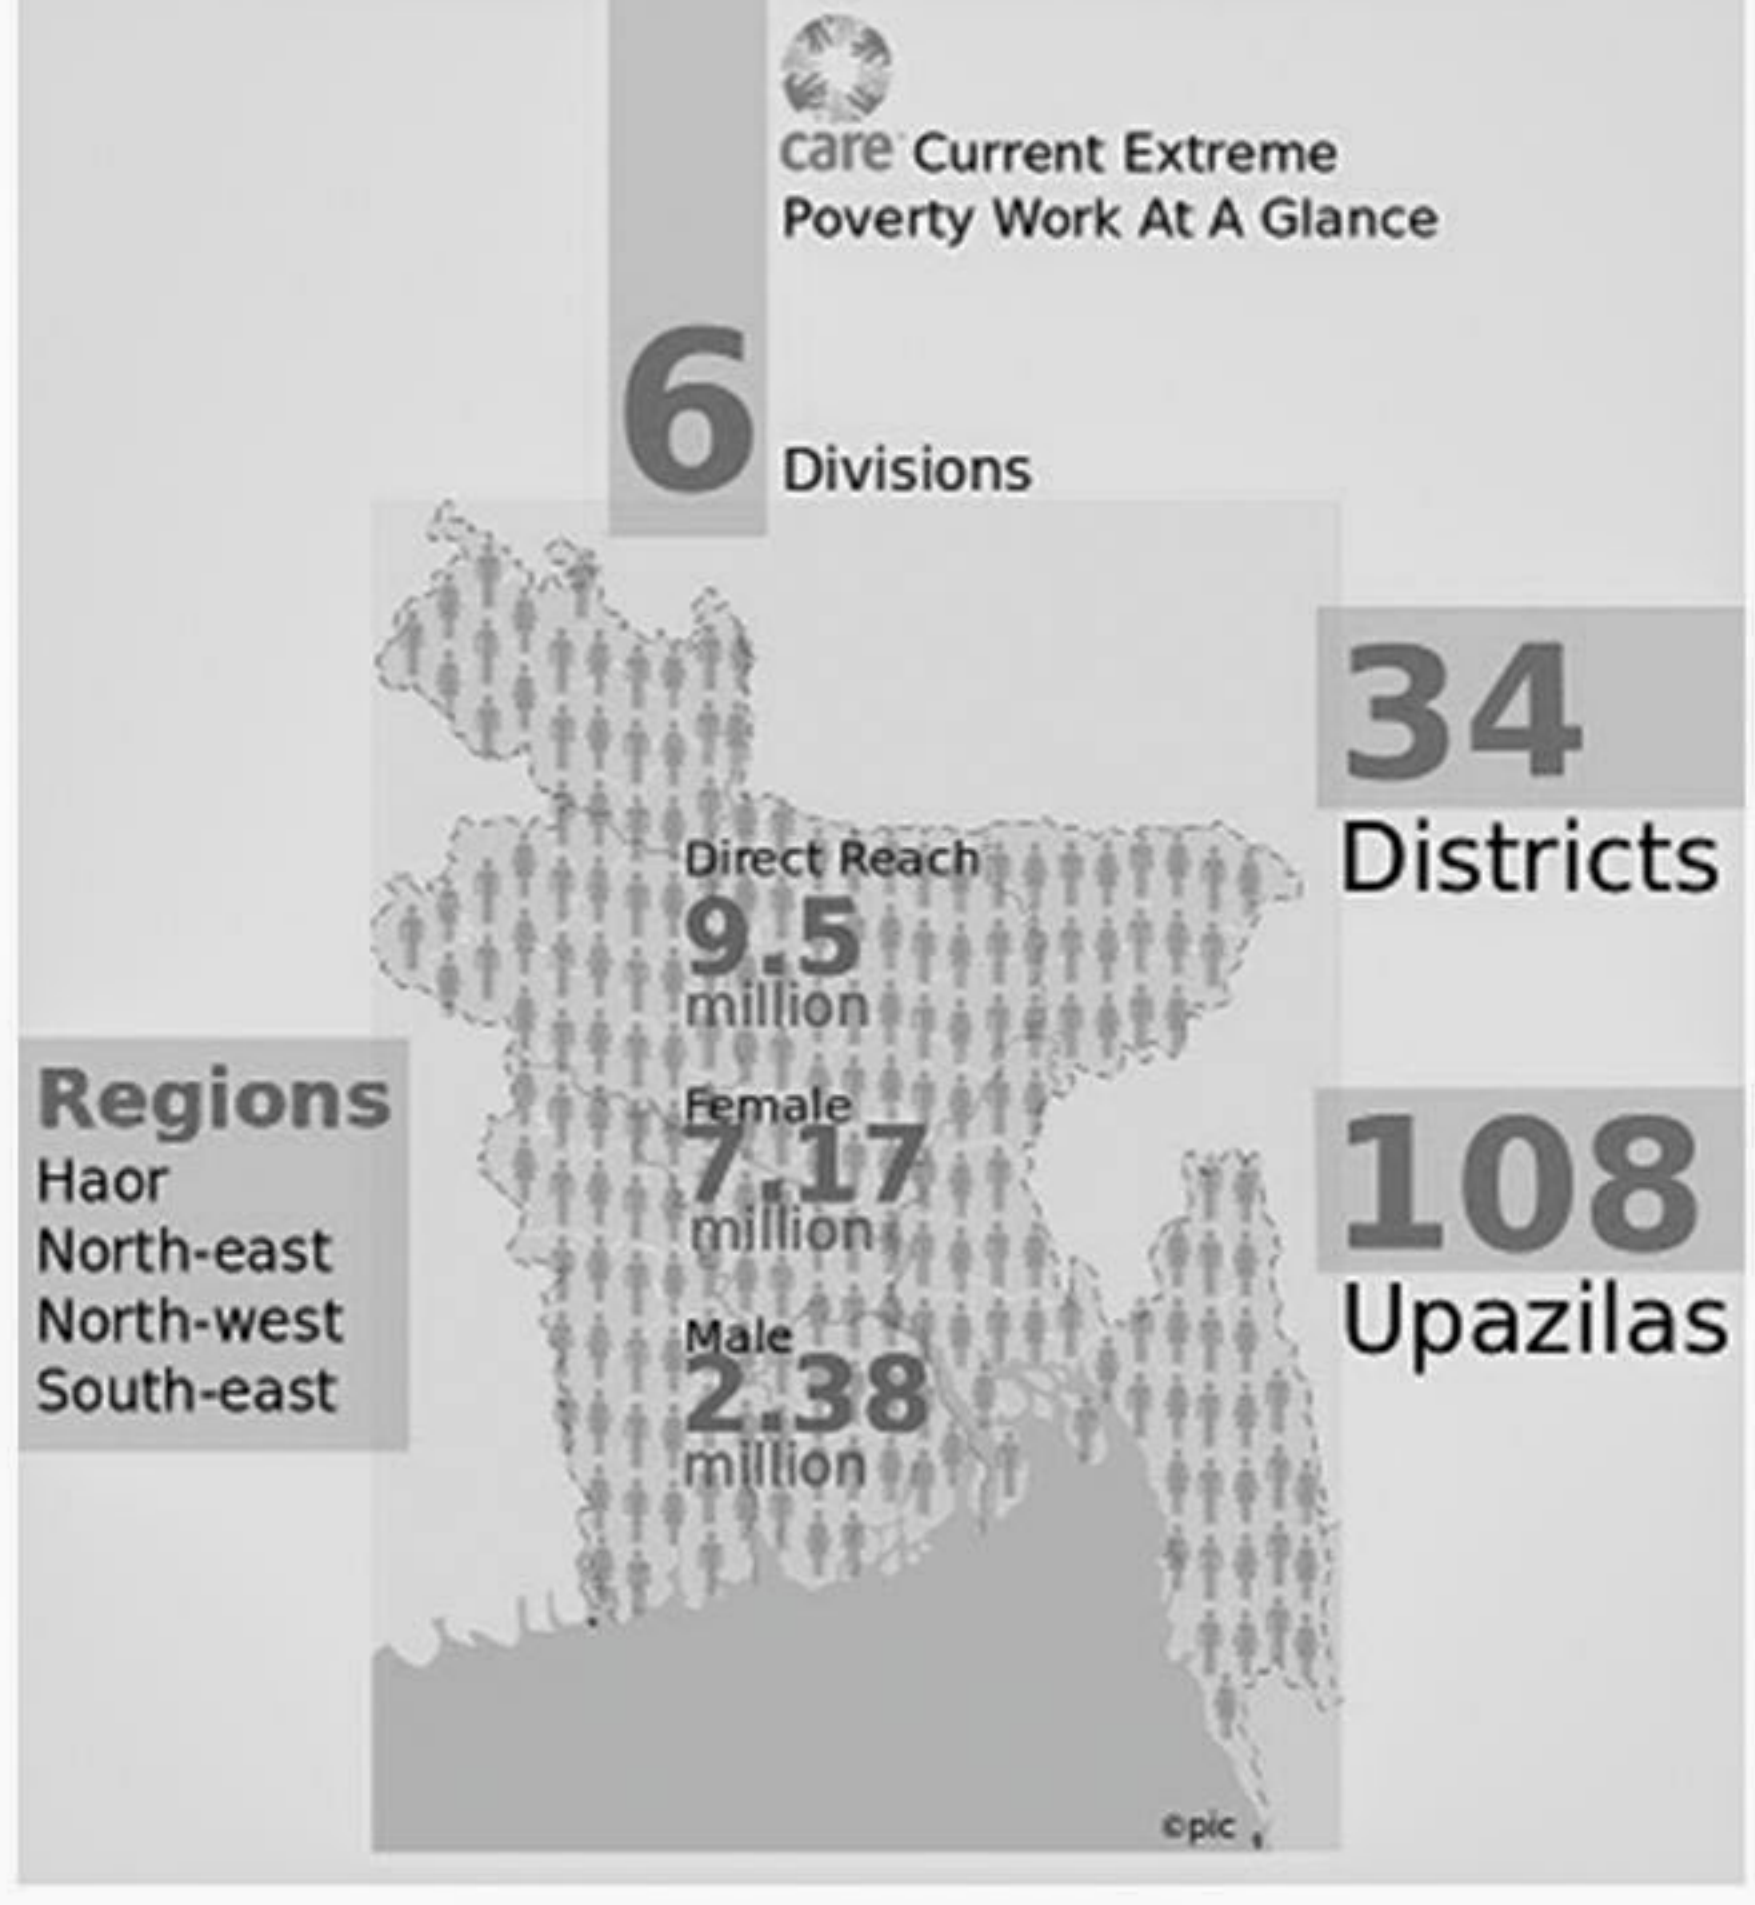 care Current Extreme
Poverty Work At A Glance
6 Divisions
34
Districts
Direct Reach
9.5
million
Female
7.17
million
Male
2.38
million
Regions
Haor
North-east
North-west
South-east
108
Upazilas
©pic